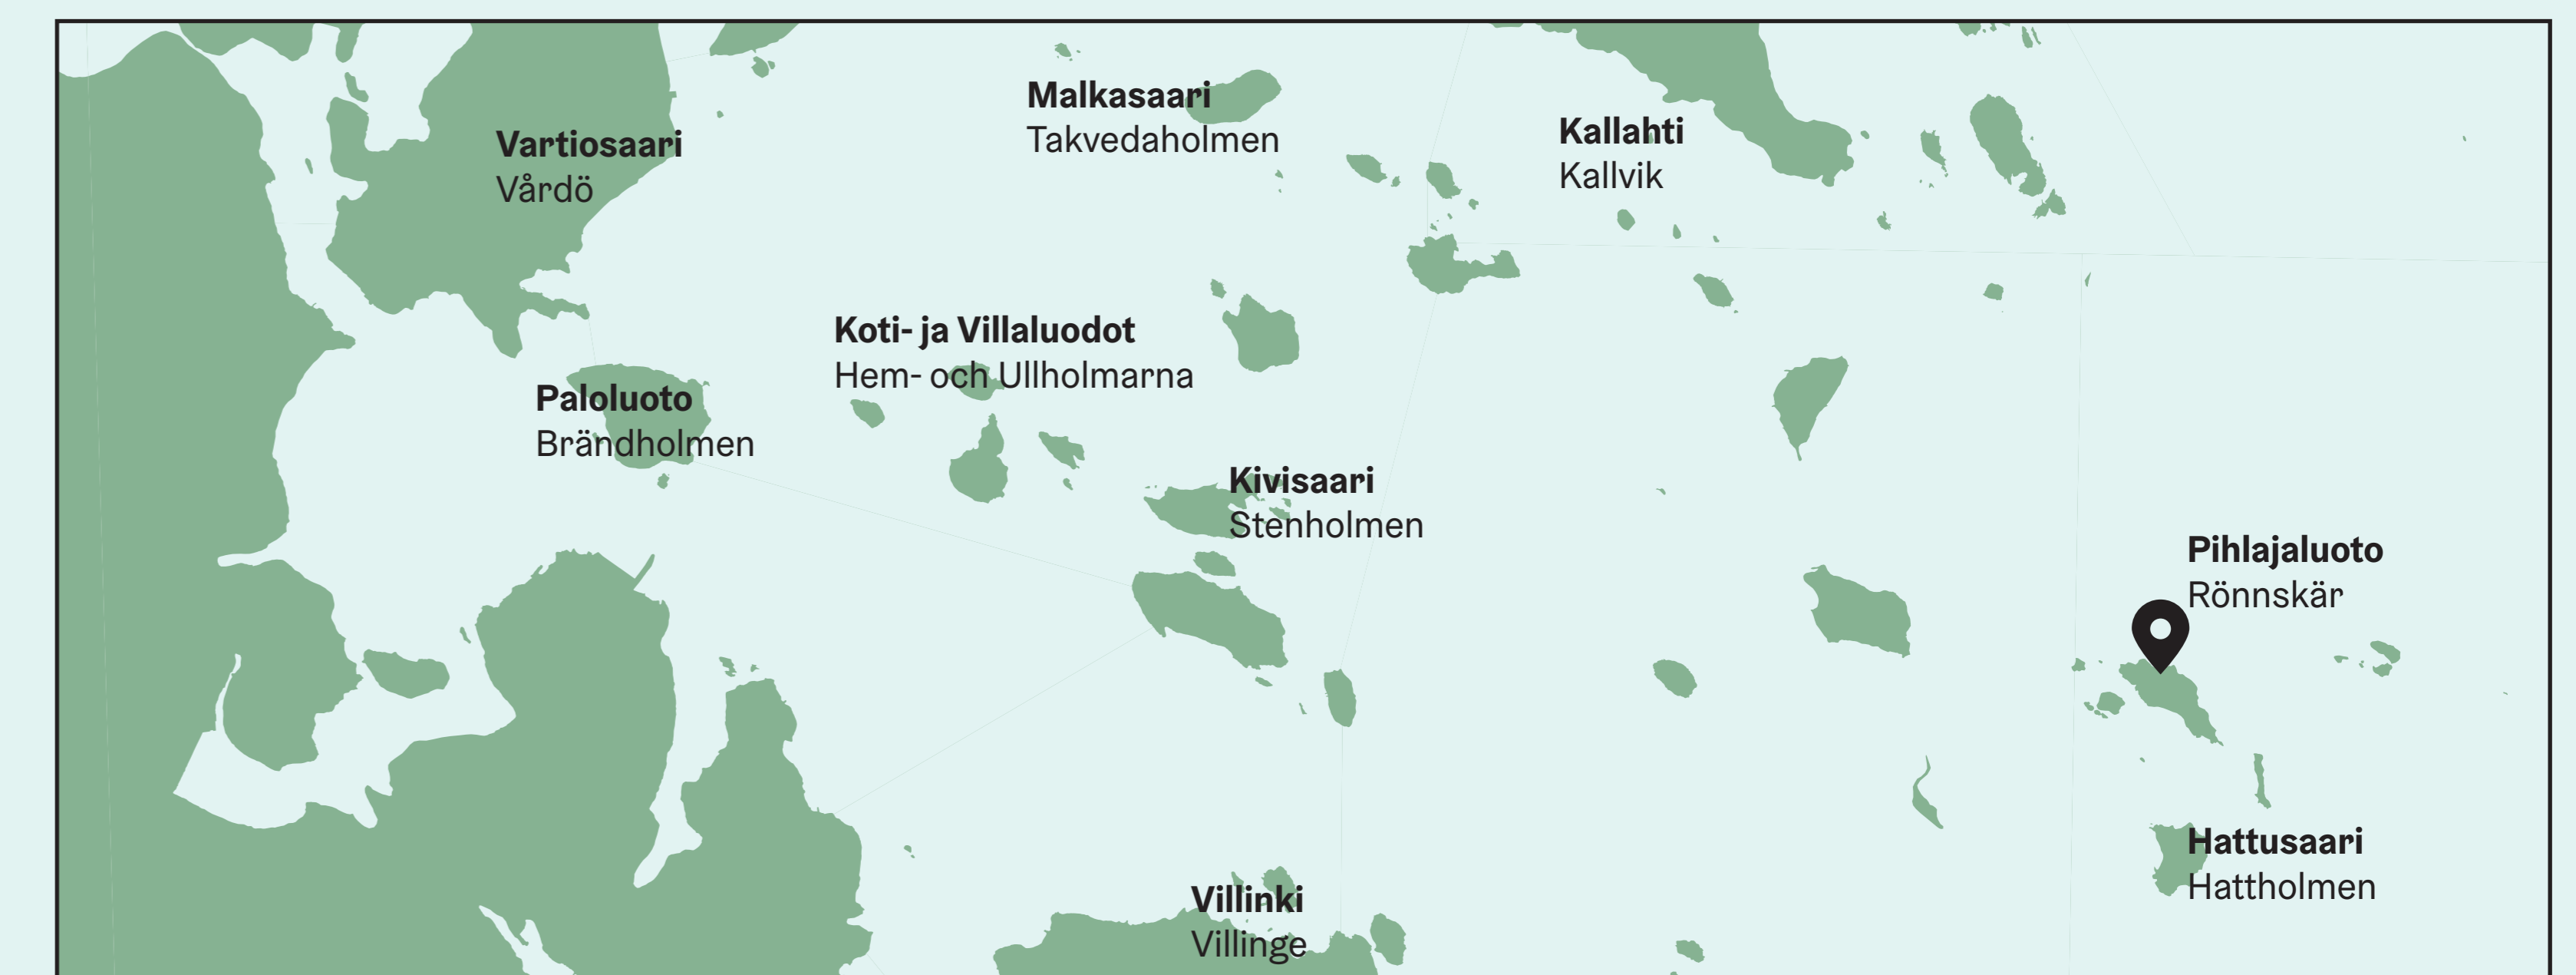 Malkasaari
Takvedaholmen
Kallahti
Kallvik
Vartiosaari
Vårdö
Koti- ja Villaluodot
Hem- och Ullholmarna
Paloluoto
Brändholmen
Kivisaari
Stenholmen
Pihlajaluoto
Rönnskär
Hattusaari
Hattholmen
Villinki
Villinge